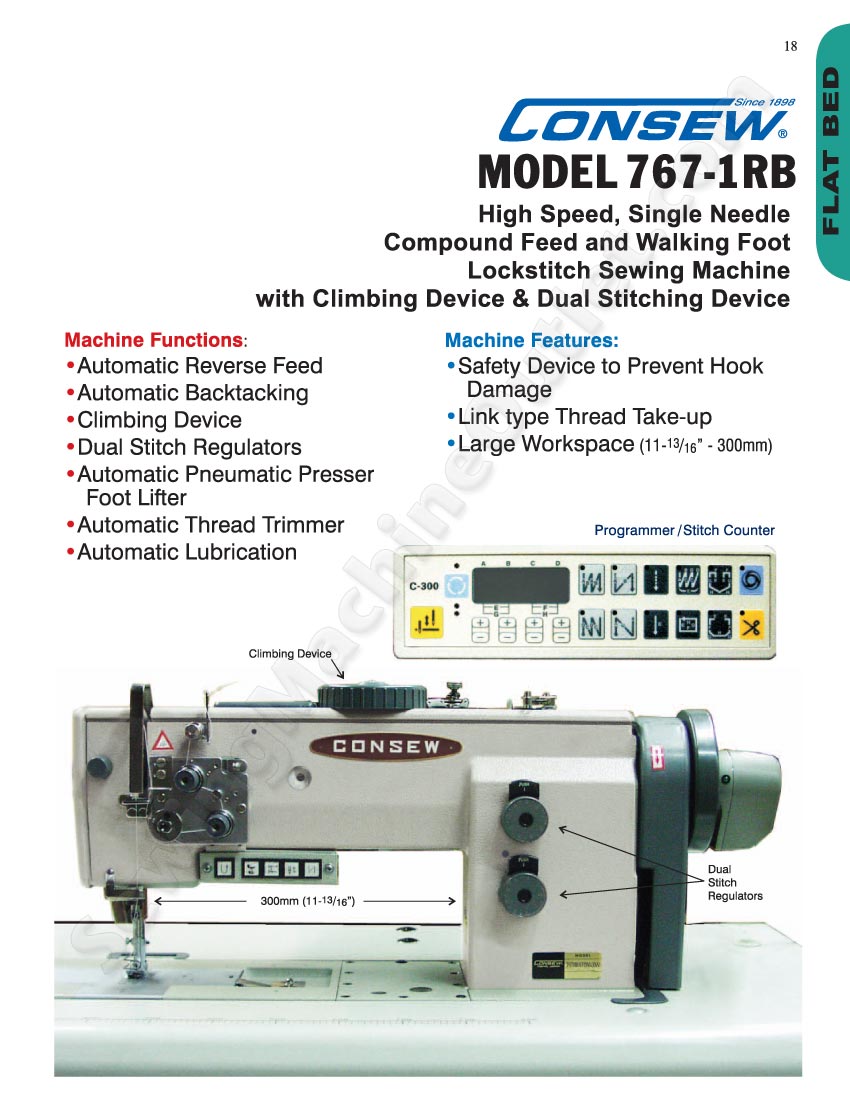 18
FLAT BED
Since 1898
CONSEW®
MODEL 767-1RB
High Speed, Single Needle
Compound Feed and Walking Foot
Lockstitch Sewing Machine
with Climbing Device & Dual Stitching Device
Machine Functions:
•Automatic Reverse Feed
•Automatic Backtacking
•Climbing Device
•Dual Stitch Regulators
•Automatic Pneumatic Presser
Foot Lifter
•Automatic Thread Trimmer
•Automatic Lubrication
Machine Features:
•Safety Device to Prevent Hook
Damage
•Link type Thread Take-up
•Large Workspace (11-13/16” - 300mm)
Programmer/Stitch Counter
A B C D
C-300
E F
G H
+ + + +
- - - -
Climbing Device
CONSEW
Dual
Stitch
Regulators
300mm (11-13/16”)
CONSEW
MODEL
SewingMachineOutlet.com